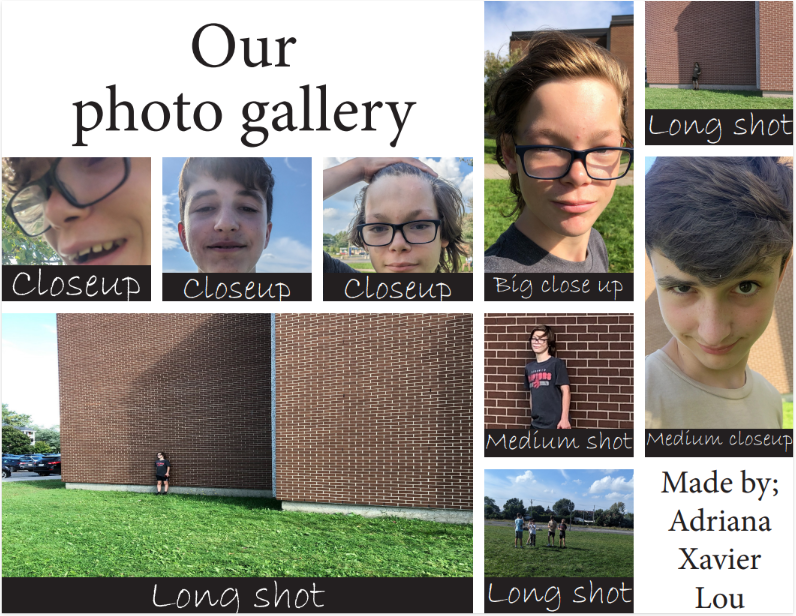 Our
photo gallery
Closeup
Closeup
Closeup
Big close up
Long shot
Long shot
Medium shot
Medium closeup
Long shot
Made by;
Adriana
Xavier
Lou